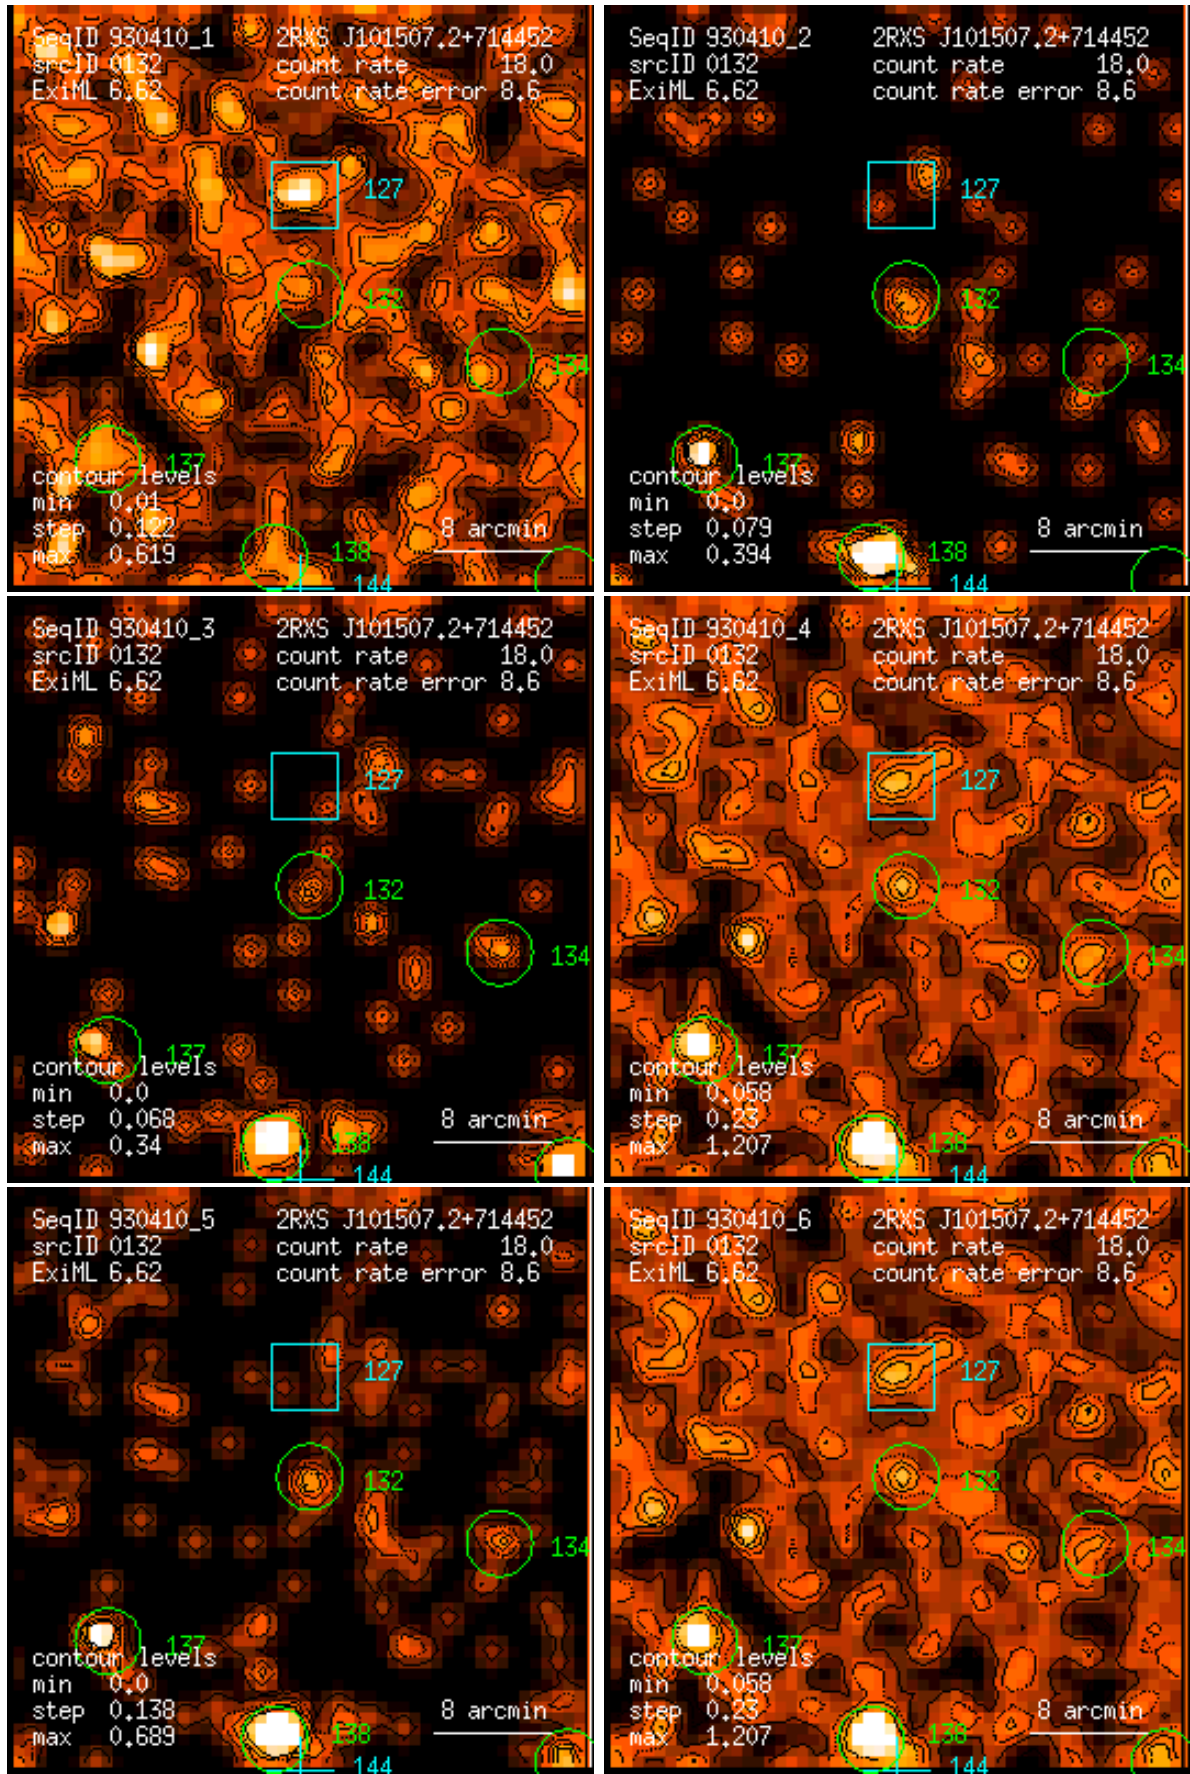 SeqID 930410_1 2RXS J101507.2+714452
srcID 0132 count rate 18.0
ExiML 6.62 count rate error 8.6
127
132
134
137
contour levels
min 0.01
step 0.122 8 arcmin
max 0.619 138
144
SeqID 930410_2 2RXS J101507.2+714452
srcID 0132 count rate 18.0
ExiML 6.62 count rate error 8.6
127
132
134
137
contour levels
min 0.0
step 0.079 8 arcmin
max 0.394 138
144
SeqID 930410_3 2RXS J101507.2+714452
srcID 0132 count rate 18.0
ExiML 6.62 count rate error 8.6
127
132
134
137
contour levels
min 0.0
step 0.068 8 arcmin
max 0.34 138
144
SeqID 930410_4 2RXS J101507.2+714452
srcID 0132 count rate 18.0
ExiML 6.62 count rate error 8.6
127
132
134
137
contour levels
min 0.058
step 0.23 8 arcmin
max 1.207 138
144
SeqID 930410_5 2RXS J101507.2+714452
srcID 0132 count rate 18.0
ExiML 6.62 count rate error 8.6
127
132
134
137
contour levels
min 0.0
step 0.138 8 arcmin
max 0.689 138
144
SeqID 930410_6 2RXS J101507.2+714452
srcID 0132 count rate 18.0
ExiML 6.62 count rate error 8.6
127
132
134
137
contour levels
min 0.058
step 0.23 8 arcmin
max 1.207 138
144